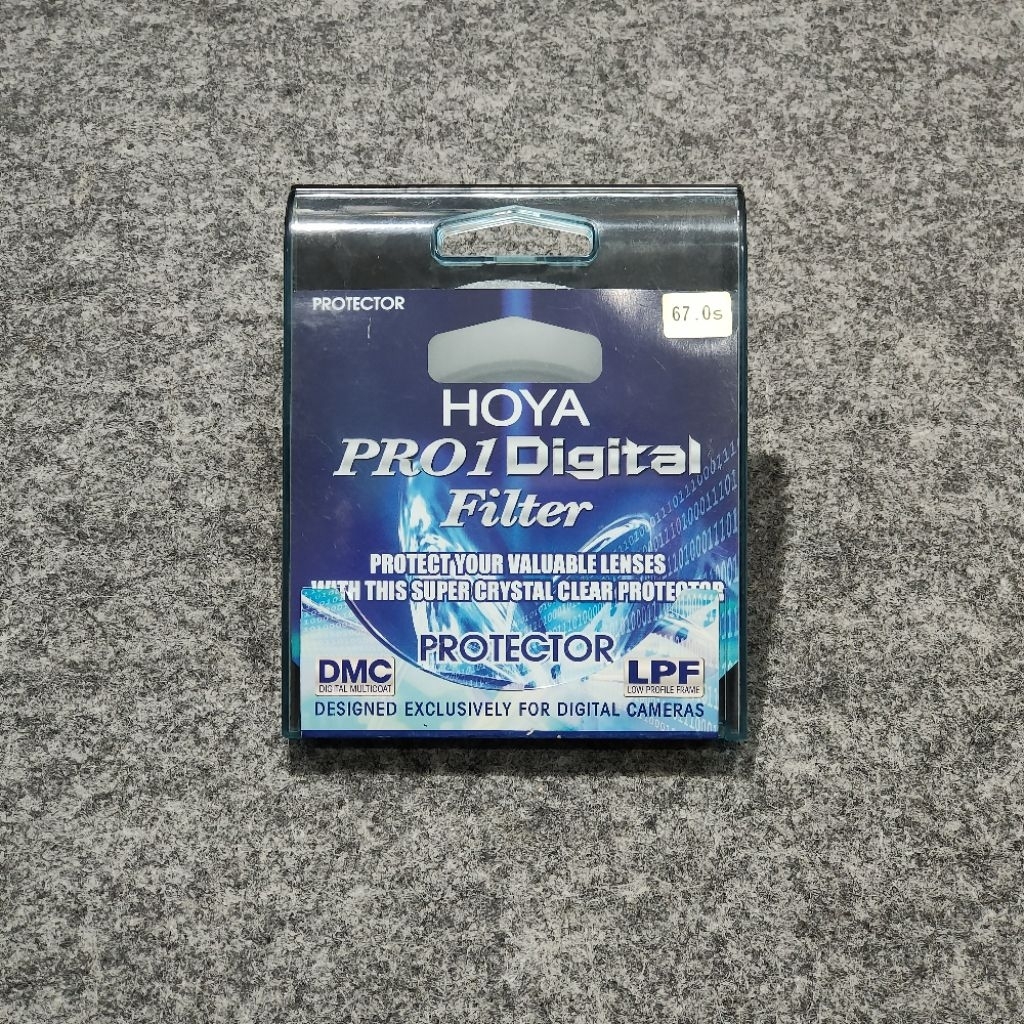 PROTECTOR
67.0s
HOYA
PRO1 Digital
Filter
PROTECT YOUR VALUABLE LENSES
WITH THIS SUPER CRYSTAL CLEAR PROTECTOR
PROTECTOR
DMC
DIGITAL MULTICOAT
LPF
LOW PROFILE FRAME
DESIGNED EXCLUSIVELY FOR DIGITAL CAMERAS